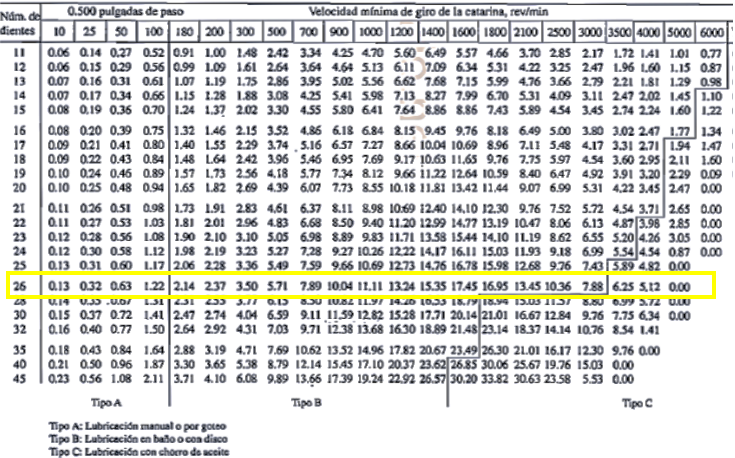 Núm. de dientes 0.500 pulgadas de paso Velocidad mínima de giro de la catarina, rev/min
10 25 50 100 180 200 300 500 700 900 1000 1200 1400 1600 1800 2100 2500 3000 3500 4000 5000 6000
11 0.06 0.14 0.27 0.52 0.91 1.00 1.48 2.42 3.34 4.25 4.70 5.60 6.49 5.57 4.66 3.70 2.85 2.17 1.72 1.41 1.01 0.77
12 0.06 0.15 0.29 0.56 0.99 1.09 1.61 2.64 3.64 4.64 5.13 6.11 7.09 6.34 5.31 4.22 3.25 2.47 1.96 1.60 1.15 0.87
13 0.07 0.16 0.31 0.61 1.07 1.19 1.75 2.86 3.95 5.02 5.56 6.62 7.68 7.15 5.99 4.76 3.66 2.79 2.21 1.81 1.29 0.98
14 0.07 0.17 0.34 0.66 1.15 1.28 1.88 3.08 4.25 5.41 5.98 7.13 8.27 7.99 6.70 5.31 4.09 3.11 2.47 2.02 1.45 1.10
15 0.08 0.19 0.36 0.70 1.24 1.37 2.02 3.30 4.55 5.80 6.41 7.64 8.86 8.86 7.43 5.89 4.54 3.45 2.74 2.24 1.60 1.22
16 0.08 0.20 0.39 0.75 1.32 1.46 2.15 3.52 4.86 6.18 6.84 8.15 9.45 9.76 8.18 6.49 5.00 3.80 3.02 2.47 1.77 1.34
17 0.09 0.21 0.41 0.80 1.40 1.55 2.29 3.74 5.16 6.57 7.27 8.66 10.04 10.69 8.96 7.11 5.48 4.17 3.31 2.71 1.94 1.47
18 0.09 0.22 0.43 0.84 1.48 1.64 2.42 3.96 5.46 6.95 7.69 9.17 10.63 11.65 9.76 7.75 5.97 4.54 3.60 2.95 2.11 1.60
19 0.10 0.24 0.46 0.89 1.57 1.73 2.56 4.18 5.77 7.34 8.12 9.66 11.22 12.64 10.59 8.40 6.47 4.92 3.91 3.20 2.29 0.09
20 0.10 0.25 0.48 0.94 1.65 1.82 2.69 4.39 6.07 7.73 8.55 10.18 11.81 13.42 11.44 9.07 6.99 5.31 4.22 3.45 2.47 0.00
21 0.11 0.26 0.51 0.98 1.73 1.91 2.83 4.61 6.37 8.11 8.98 10.69 12.40 14.10 12.30 9.76 7.52 5.72 4.54 3.71 2.65 0.00
22 0.11 0.27 0.53 1.03 1.81 2.01 2.96 4.83 6.68 8.50 9.40 11.20 12.99 14.77 13.19 10.47 8.06 6.13 4.87 3.98 2.85 0.00
23 0.12 0.28 0.56 1.08 1.90 2.10 3.10 5.05 6.98 8.89 9.83 11.71 13.58 15.44 14.10 11.19 8.62 6.55 5.20 4.26 3.05 0.00
24 0.12 0.30 0.58 1.12 1.98 2.19 3.23 5.27 7.28 9.27 10.26 12.22 14.17 16.11 15.03 11.93 9.18 6.99 5.54 4.54 0.87 0.00
25 0.13 0.31 0.60 1.17 2.06 2.28 3.36 5.49 7.59 9.66 10.69 12.73 14.76 16.78 15.98 12.68 9.76 7.43 5.89 4.82 0.00
26 0.13 0.32 0.63 1.22 2.14 2.37 3.50 5.71 7.89 10.04 11.11 13.24 15.35 17.45 16.95 13.45 10.36 7.88 6.25 5.12 0.00
28 0.14 0.35 0.67 1.31 2.31 2.55 3.77 6.15 8.50 10.82 11.97 14.26 16.53 18.79 18.94 15.03 11.57 8.80 6.99 5.72 0.00
30 0.15 0.37 0.72 1.41 2.47 2.74 4.04 6.59 9.11 11.59 12.82 15.28 17.71 20.14 21.01 16.67 12.84 9.76 7.75 6.34 0.00
32 0.16 0.40 0.77 1.50 2.64 2.92 4.31 7.03 9.71 12.38 13.68 16.30 18.89 21.48 23.14 18.37 14.14 10.76 8.54 1.41
35 0.18 0.43 0.84 1.64 2.88 3.19 4.71 7.69 10.62 13.52 14.96 17.82 20.67 23.49 26.30 21.01 16.17 12.30 9.76 0.00
40 0.21 0.50 0.96 1.87 3.30 3.65 5.38 8.79 12.14 15.45 17.10 20.37 23.62 26.85 30.06 25.67 19.76 15.03 0.00
45 0.23 0.56 1.08 2.11 3.71 4.10 6.08 9.89 13.66 17.39 19.24 22.92 26.57 30.20 33.82 30.63 23.58 5.53 0.00
Tipo A Tipo B Tipo C
Tipo A: Lubricación manual o por goteo
Tipo B: Lubricación en baño o con disco
Tipo C: Lubricación con chorro de aceite